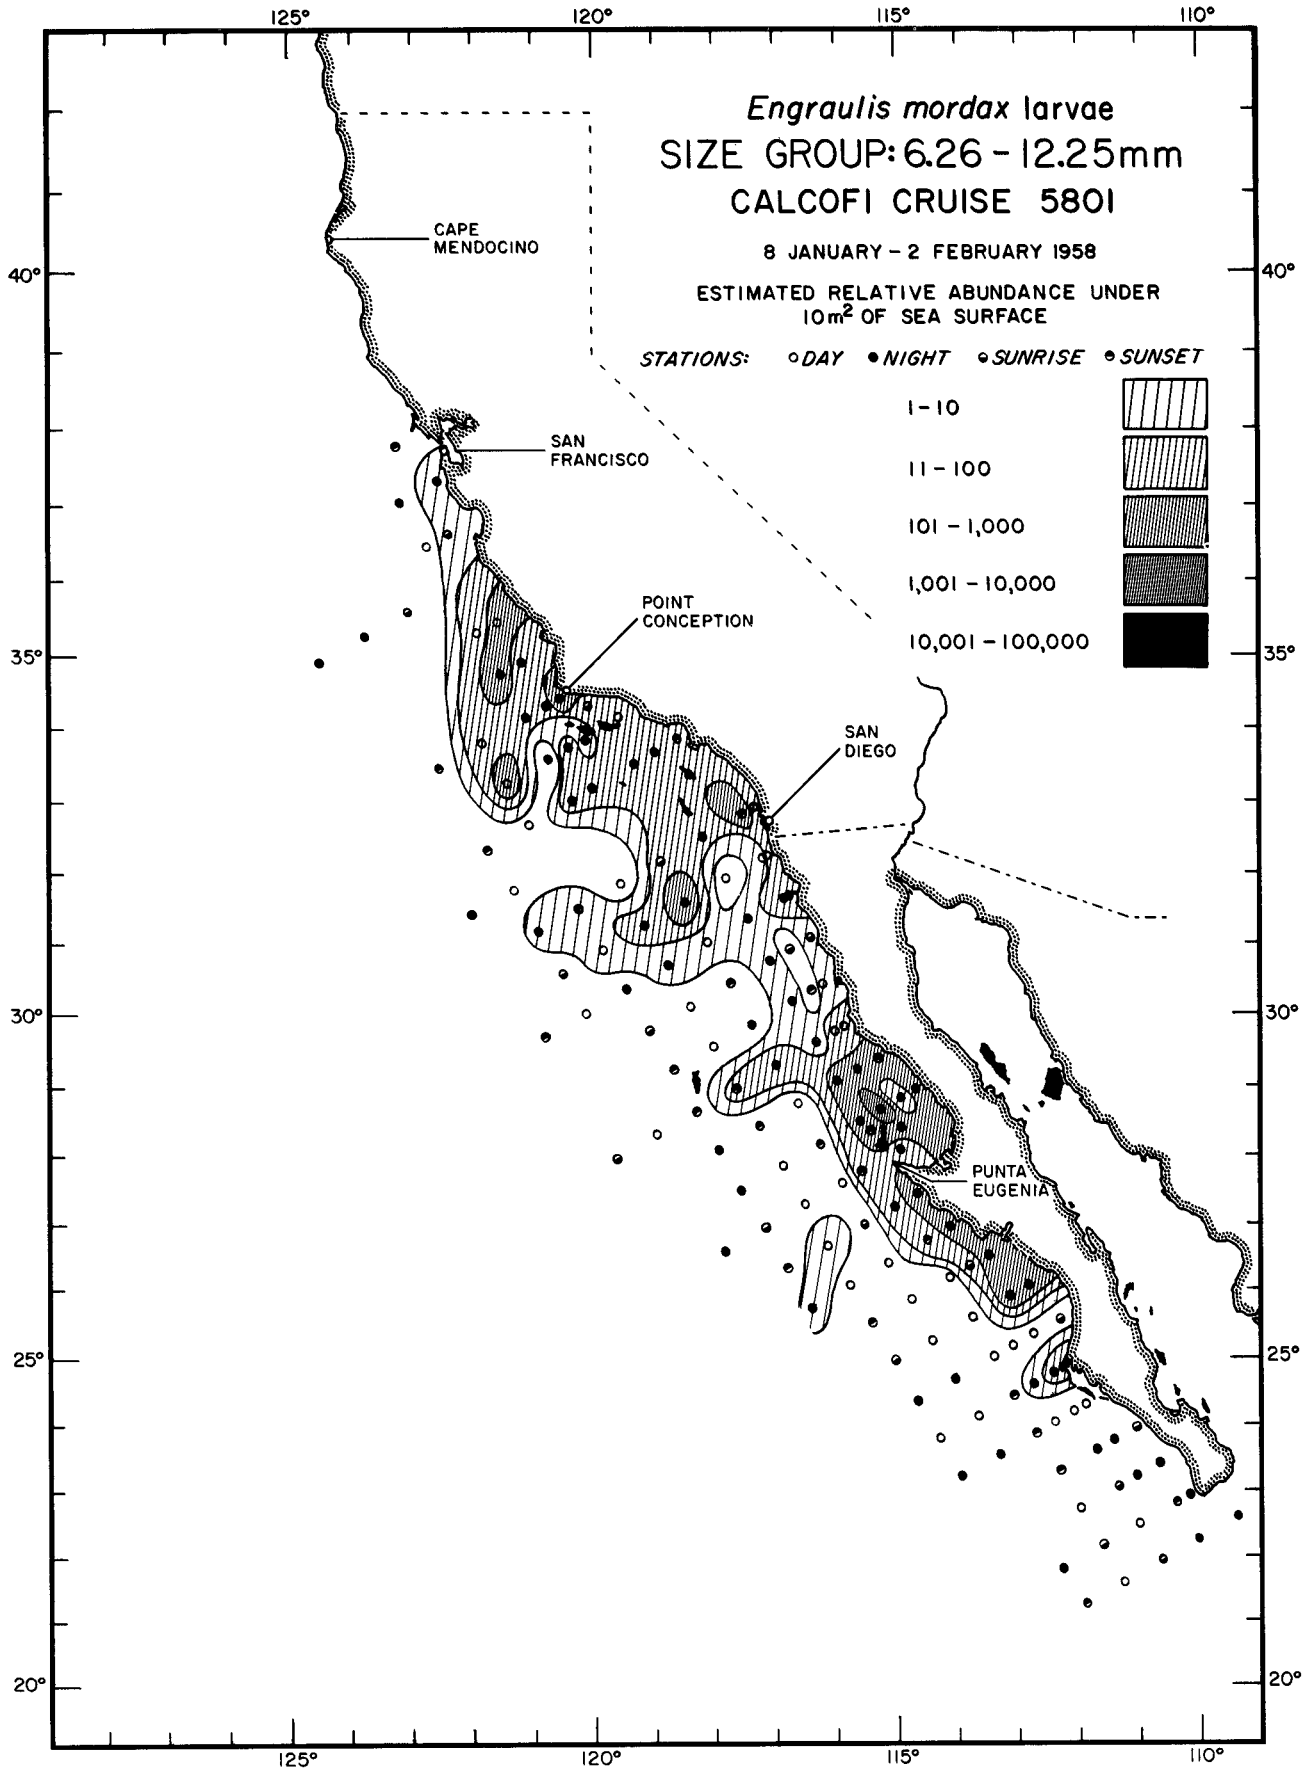 125° 120° 115° 110°
Engraulis mordax larvae
SIZE GROUP: 6.26 - 12.25mm
CALCOFI CRUISE 5801
8 JANUARY - 2 FEBRUARY 1958
ESTIMATED RELATIVE ABUNDANCE UNDER
10m² OF SEA SURFACE
STATIONS: DAY NIGHT SUNRISE SUNSET
1 - 10
11 - 100
101 - 1,000
1,001 - 10,000
10,001 - 100,000
CAPE
MENDOCINO
40° 40°
SAN
FRANCISCO
POINT
CONCEPTION
35° 35°
SAN
DIEGO
30° 30°
PUNTA
EUGENIA
25° 25°
20° 20°
125° 120° 115° 110°